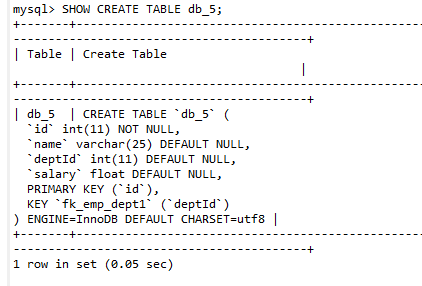 mysql> SHOW CREATE TABLE db_5;
+-------+------------------------------------------------
--------------------------------------+
| Table | Create Table
                                      |
+-------+------------------------------------------------
--------------------------------------+
| db_5  | CREATE TABLE `db_5` (
  `id` int(11) NOT NULL,
  `name` varchar(25) DEFAULT NULL,
  `deptId` int(11) DEFAULT NULL,
  `salary` float DEFAULT NULL,
  PRIMARY KEY (`id`),
  KEY `fk_emp_dept1` (`deptId`)
) ENGINE=InnoDB DEFAULT CHARSET=utf8 |
+-------+------------------------------------------------
--------------------------------------+
1 row in set (0.05 sec)